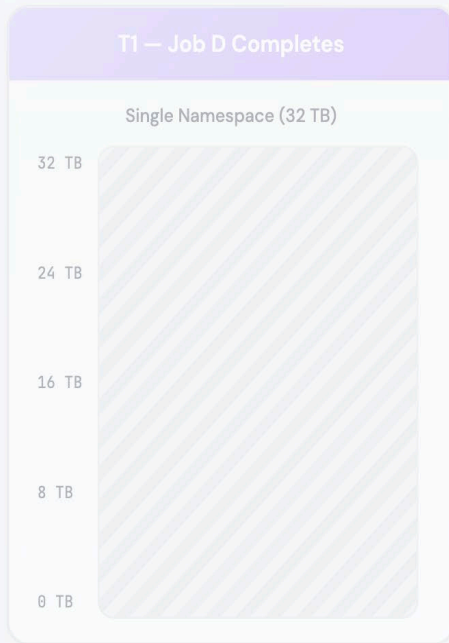 T1 — Job D Completes
Single Namespace (32 TB)
32 TB
24 TB
16 TB
8 TB
0 TB